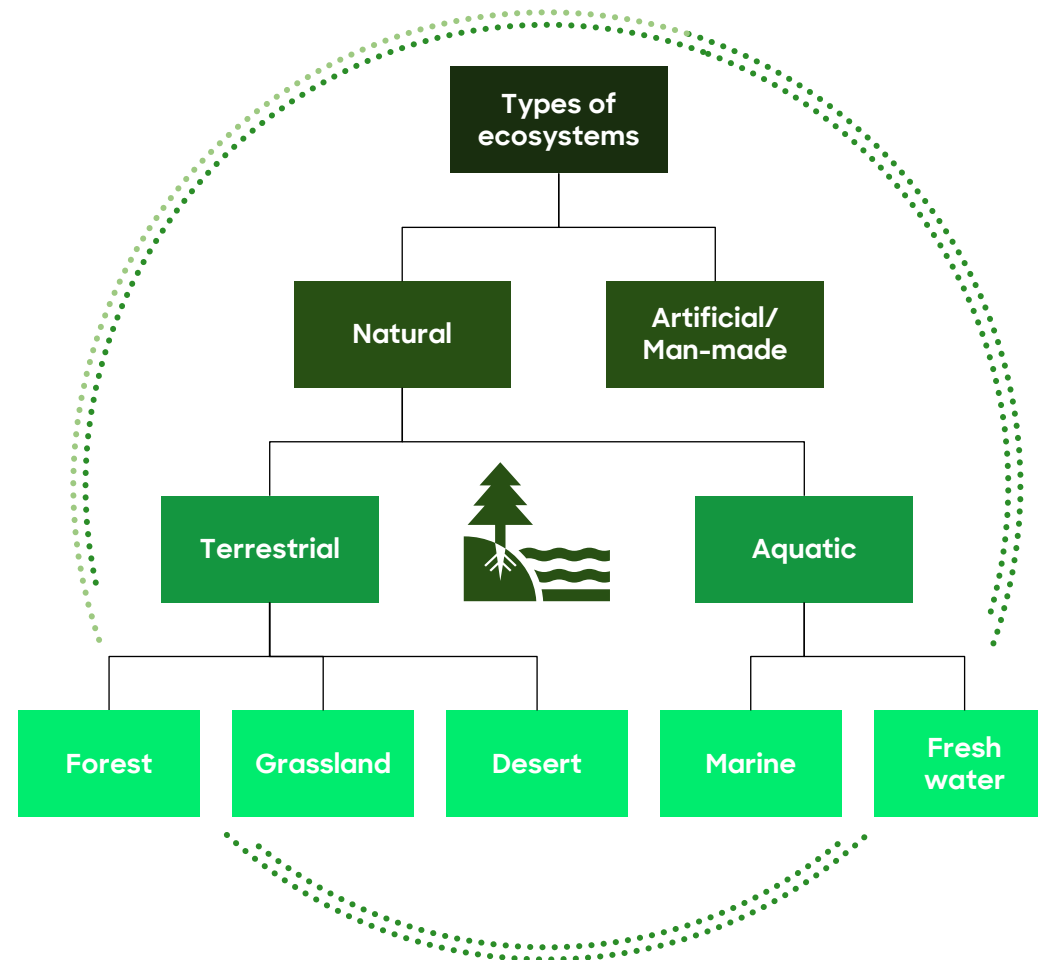 Types of
ecosystems
Natural
Artificial/
Man-made
Terrestrial
Aquatic
Forest
Grassland
Desert
Marine
Fresh
water